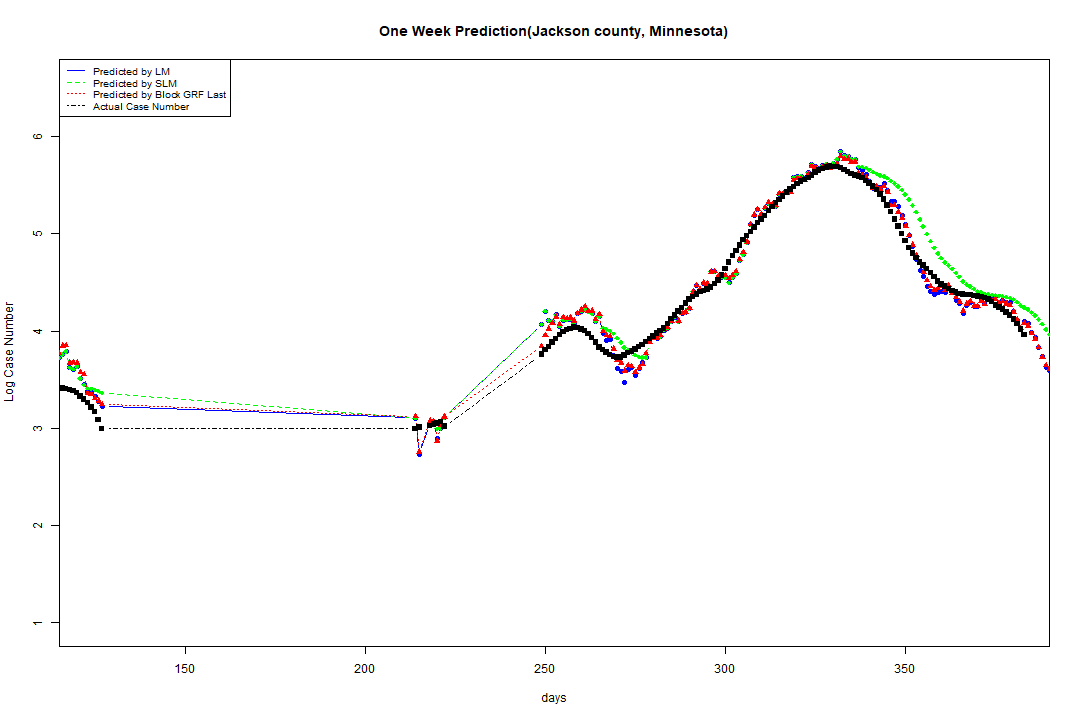 One Week Prediction(Jackson county, Minnesota)
Predicted by LM
Predicted by SLM
Predicted by Block GRF Last
Actual Case Number
6
5
4
3
2
1
Log Case Number
150 200 250 300 350
days